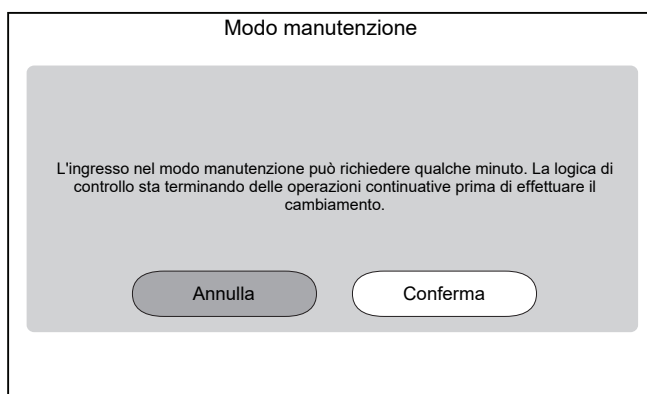 Modo manutenzione
L'ingresso nel modo manutenzione può richiedere qualche minuto. La logica di
controllo sta terminando delle operazioni continuative prima di effettuare il
cambiamento.
Annulla Conferma